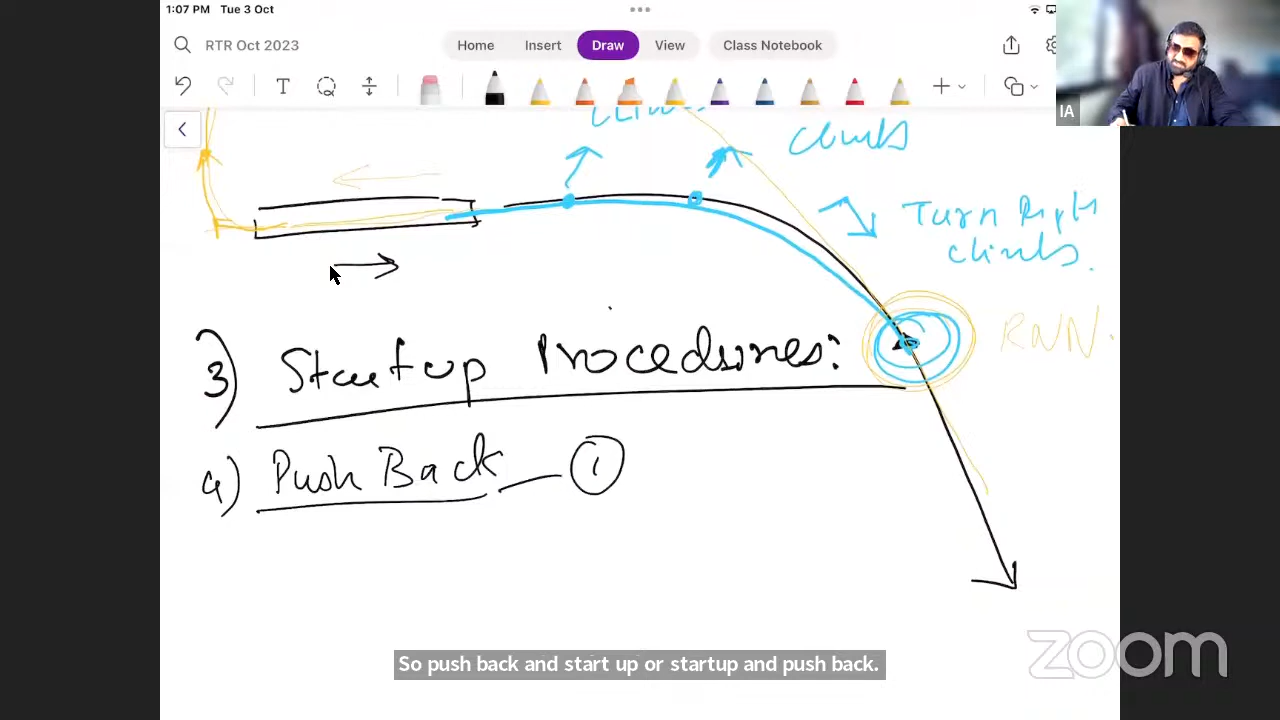 1:07 PM Tue 3 Oct
RTR Oct 2023
Home Insert Draw View Class Notebook
T
IA
climb
Turn Right
climb.
RNN.
3) Startup Procedures:
a) Push Back — 1
So push back and start up or startup and push back.
zoom